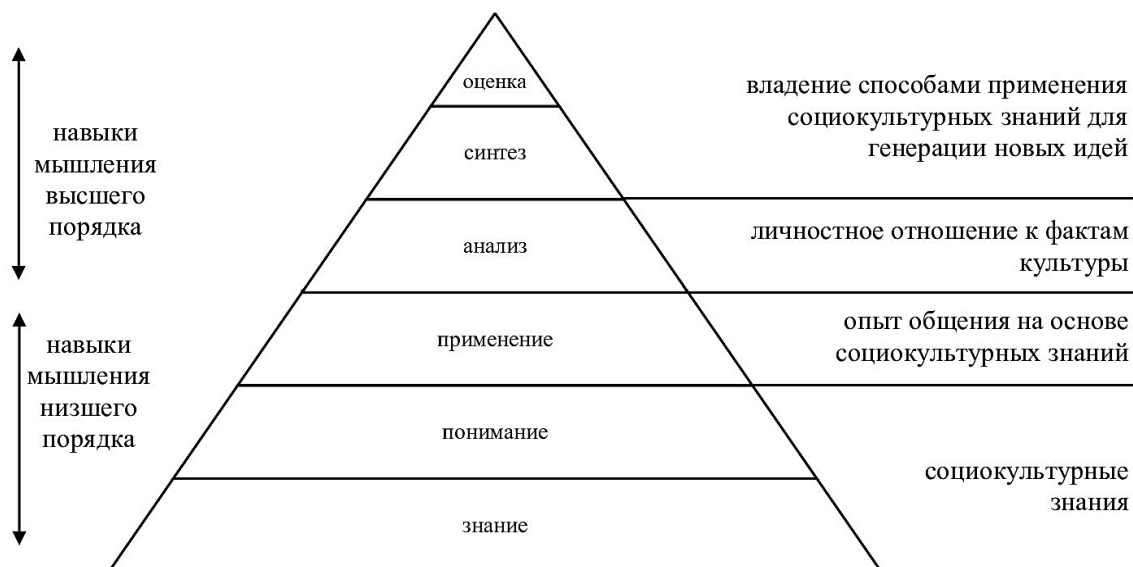 оценка
синтез
анализ
применение
понимание
знание
навыки
мышления
высшего
порядка
навыки
мышления
низшего
порядка
владение способами применения
социокультурных знаний для
генерации новых идей
личностное отношение к фактам
культуры
опыт общения на основе
социокультурных знаний
социокультурные
знания